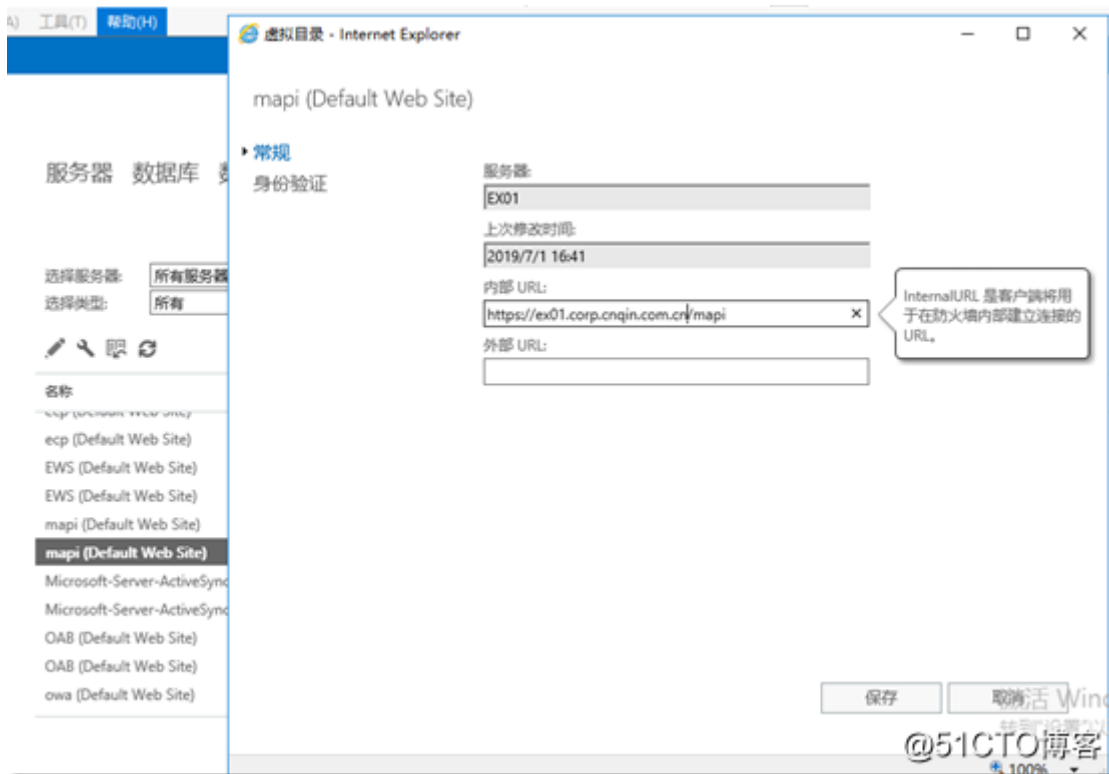 工具(T) 帮助(H)
虚拟目录 - Internet Explorer
mapi (Default Web Site)
服务器 数据库
常规
身份验证
服务器:
EX01
上次修改时间:
2019/7/1 16:41
内部 URL:
https://ex01.corp.cnqin.com.cn/mapi
InternalURL 是客户端将用
于在防火墙内部建立连接的
URL。
外部 URL:
选择服务器: 所有服务器
选择类型: 所有
名称
ecp (Default Web Site)
ecp (Default Web Site)
EWS (Default Web Site)
EWS (Default Web Site)
mapi (Default Web Site)
mapi (Default Web Site)
Microsoft-Server-ActiveSync
Microsoft-Server-ActiveSync
OAB (Default Web Site)
OAB (Default Web Site)
owa (Default Web Site)
保存 取消
激活 Wind
@51CTO博客
100%